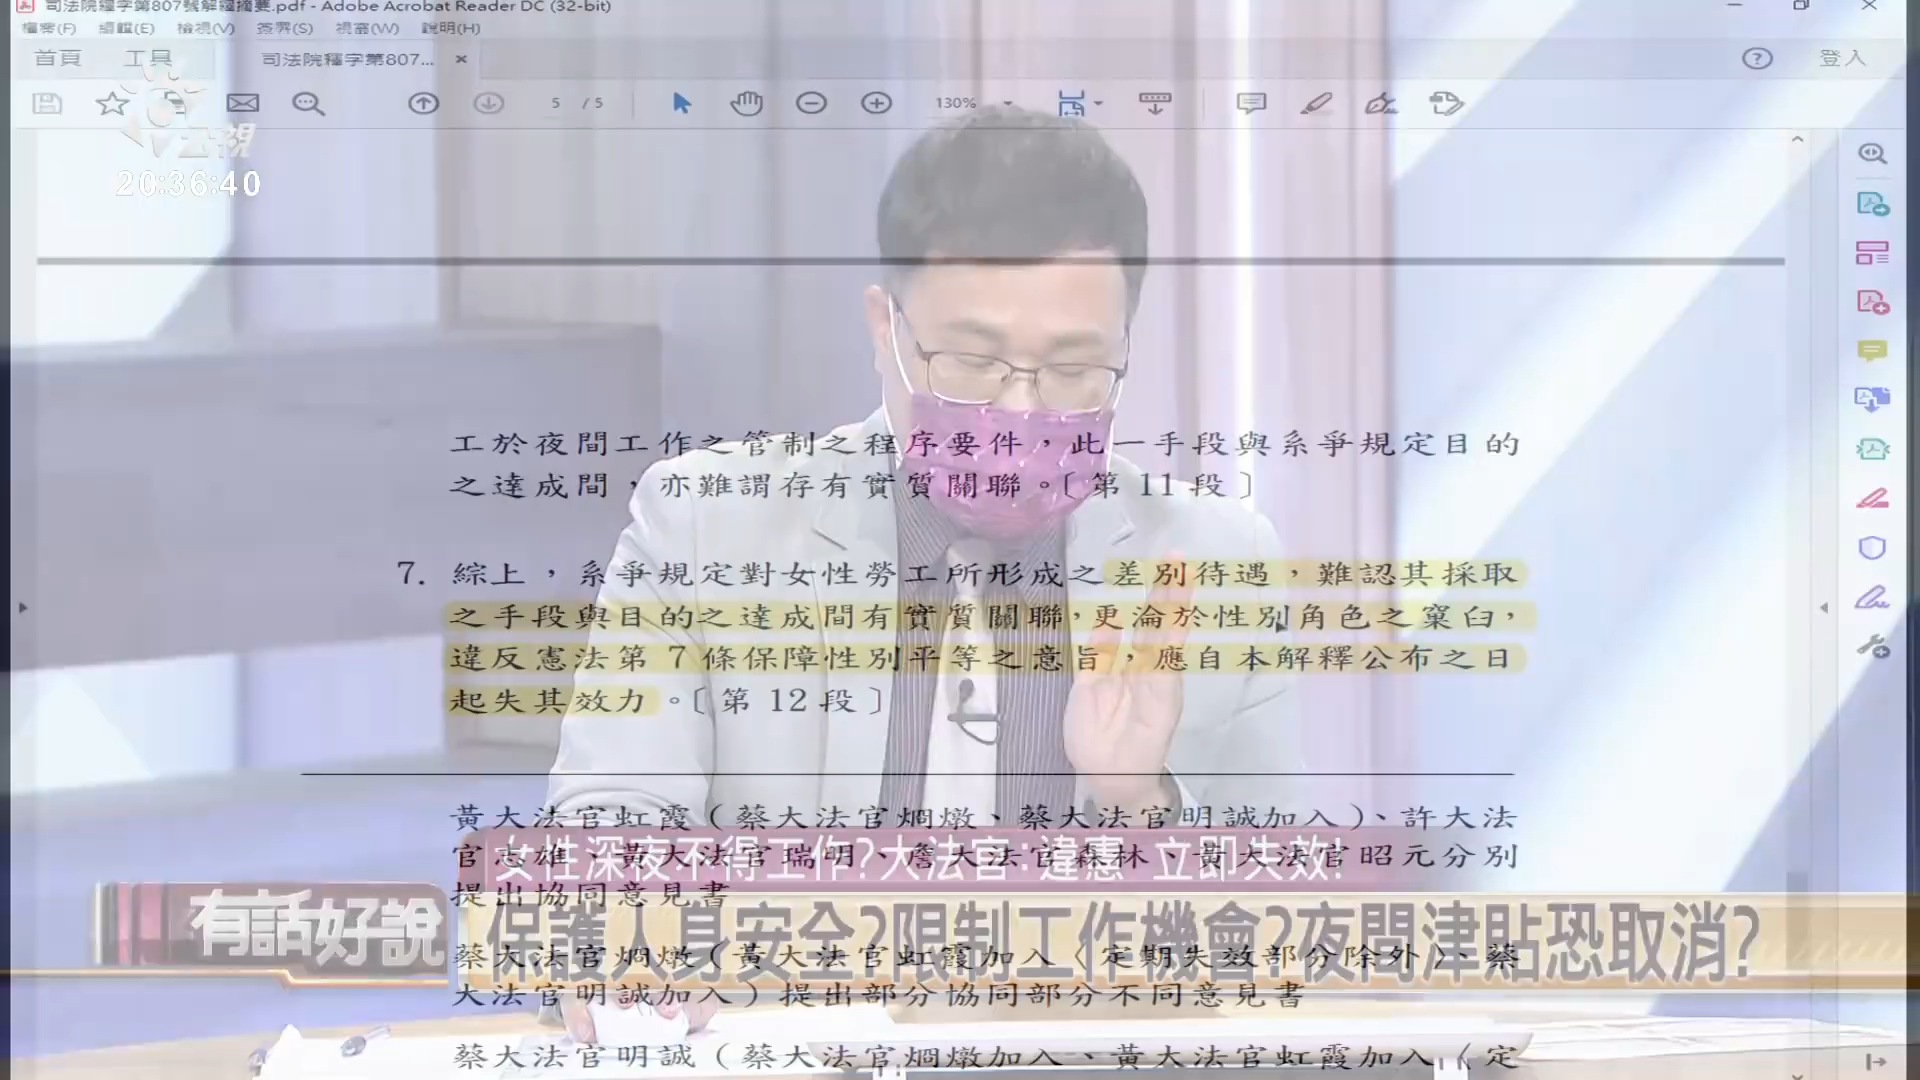 司法院釋字第807號解釋摘要.pdf - Adobe Acrobat Reader DC (32-bit)
檔案(F) 編輯(E) 檢視(V) 簽署(S) 視窗(W) 說明(H)
首頁 工具 司法院釋字第807... × 登入
5 / 5 130%
公視
20:36:40
工於夜間工作之管制之程序要件，此一手段與系爭規定目的
之達成間，亦難謂存有實質關聯。〔第 11 段〕
7. 綜上，系爭規定對女性勞工所形成之差別待遇，難認其採取
之手段與目的之達成間有實質關聯，更淪於性別角色之窠臼，
違反憲法第 7 條保障性別平等之意旨，應自本解釋公布之日
起失其效力。〔第 12 段〕
黃大法官虹霞（蔡大法官烱燉、蔡大法官明誠加入）、許大法
官志雄、黃大法官瑞明、詹大法官森林、黃大法官昭元分別
提出協同意見書
女性深夜不得工作?大法官:違憲 立即失效!
有話好說
保護人身安全?限制工作機會?夜間津貼恐取消?
蔡大法官烱燉（黃大法官虹霞加入〈定期失效部分除外〉、蔡
大法官明誠加入）提出部分協同部分不同意見書
蔡大法官明誠（蔡大法官烱燉加入、黃大法官虹霞加入〈定